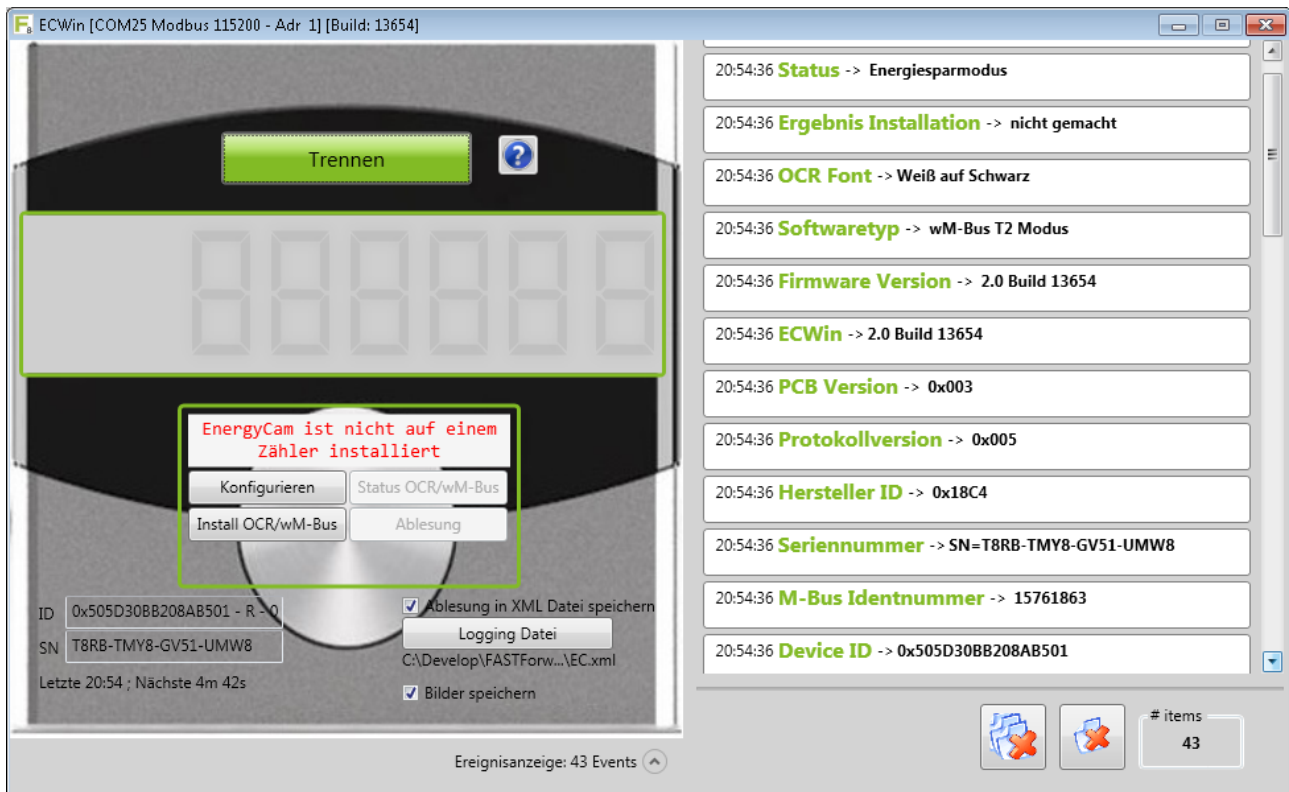 F8 ECWin [COM25 Modbus 115200 - Adr 1] [Build: 13654]
Trennen
EnergyCam ist nicht auf einem
Zähler installiert
Konfigurieren
Status OCR/wM-Bus
Install OCR/wM-Bus
Ablesung
ID 0x505D30BB208AB501 - R - 0
SN T8RB-TMY8-GV51-UMW8
Letzte 20:54 ; Nächste 4m 42s
Ablesung in XML Datei speichern
Logging Datei
C:\Develop\FASTForw...\EC.xml
Bilder speichern
Ereignisanzeige: 43 Events
20:54:36 Status -> Energiesparmodus
20:54:36 Ergebnis Installation -> nicht gemacht
20:54:36 OCR Font -> Weiß auf Schwarz
20:54:36 Softwaretyp -> wM-Bus T2 Modus
20:54:36 Firmware Version -> 2.0 Build 13654
20:54:36 ECWin -> 2.0 Build 13654
20:54:36 PCB Version -> 0x003
20:54:36 Protokollversion -> 0x005
20:54:36 Hersteller ID -> 0x18C4
20:54:36 Seriennummer -> SN=T8RB-TMY8-GV51-UMW8
20:54:36 M-Bus Identnummer -> 15761863
20:54:36 Device ID -> 0x505D30BB208AB501
# items
43